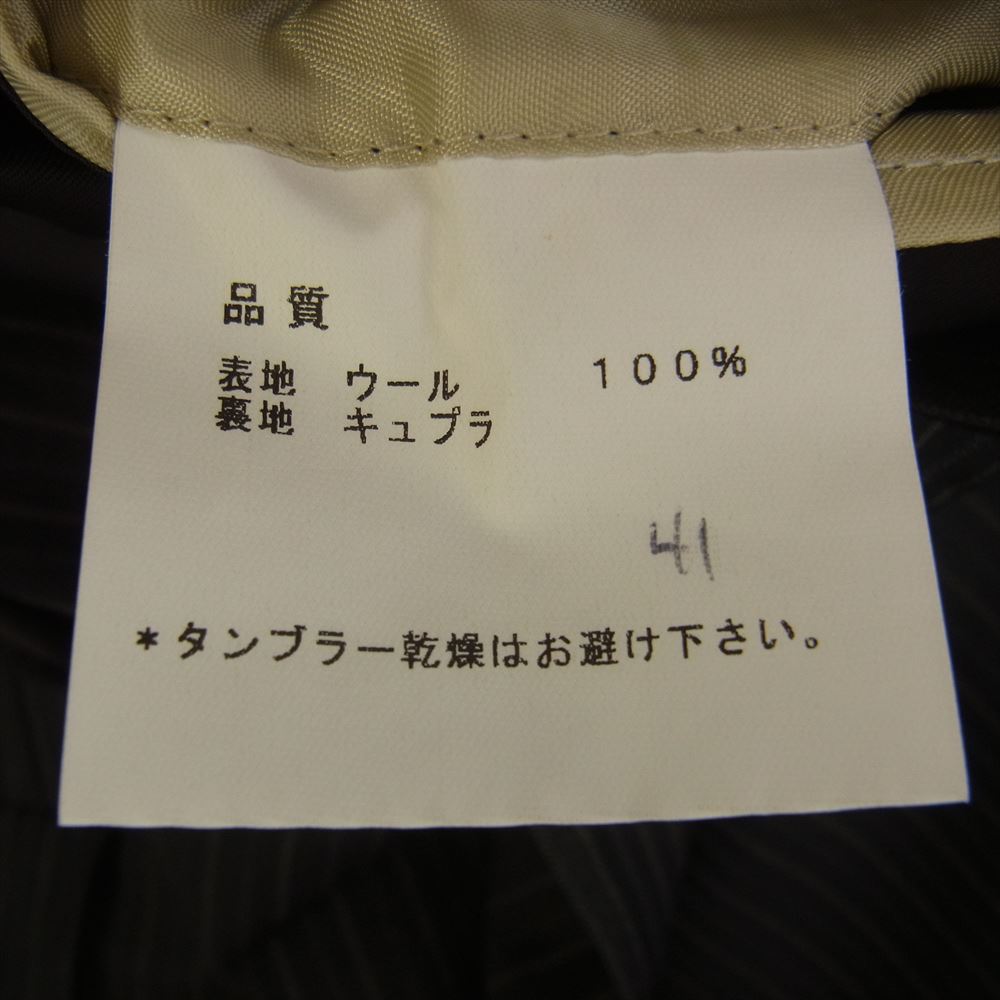 品質
表地 ウール 100%
裏地 キュプラ
41
*タンブラー乾燥はお避け下さい。